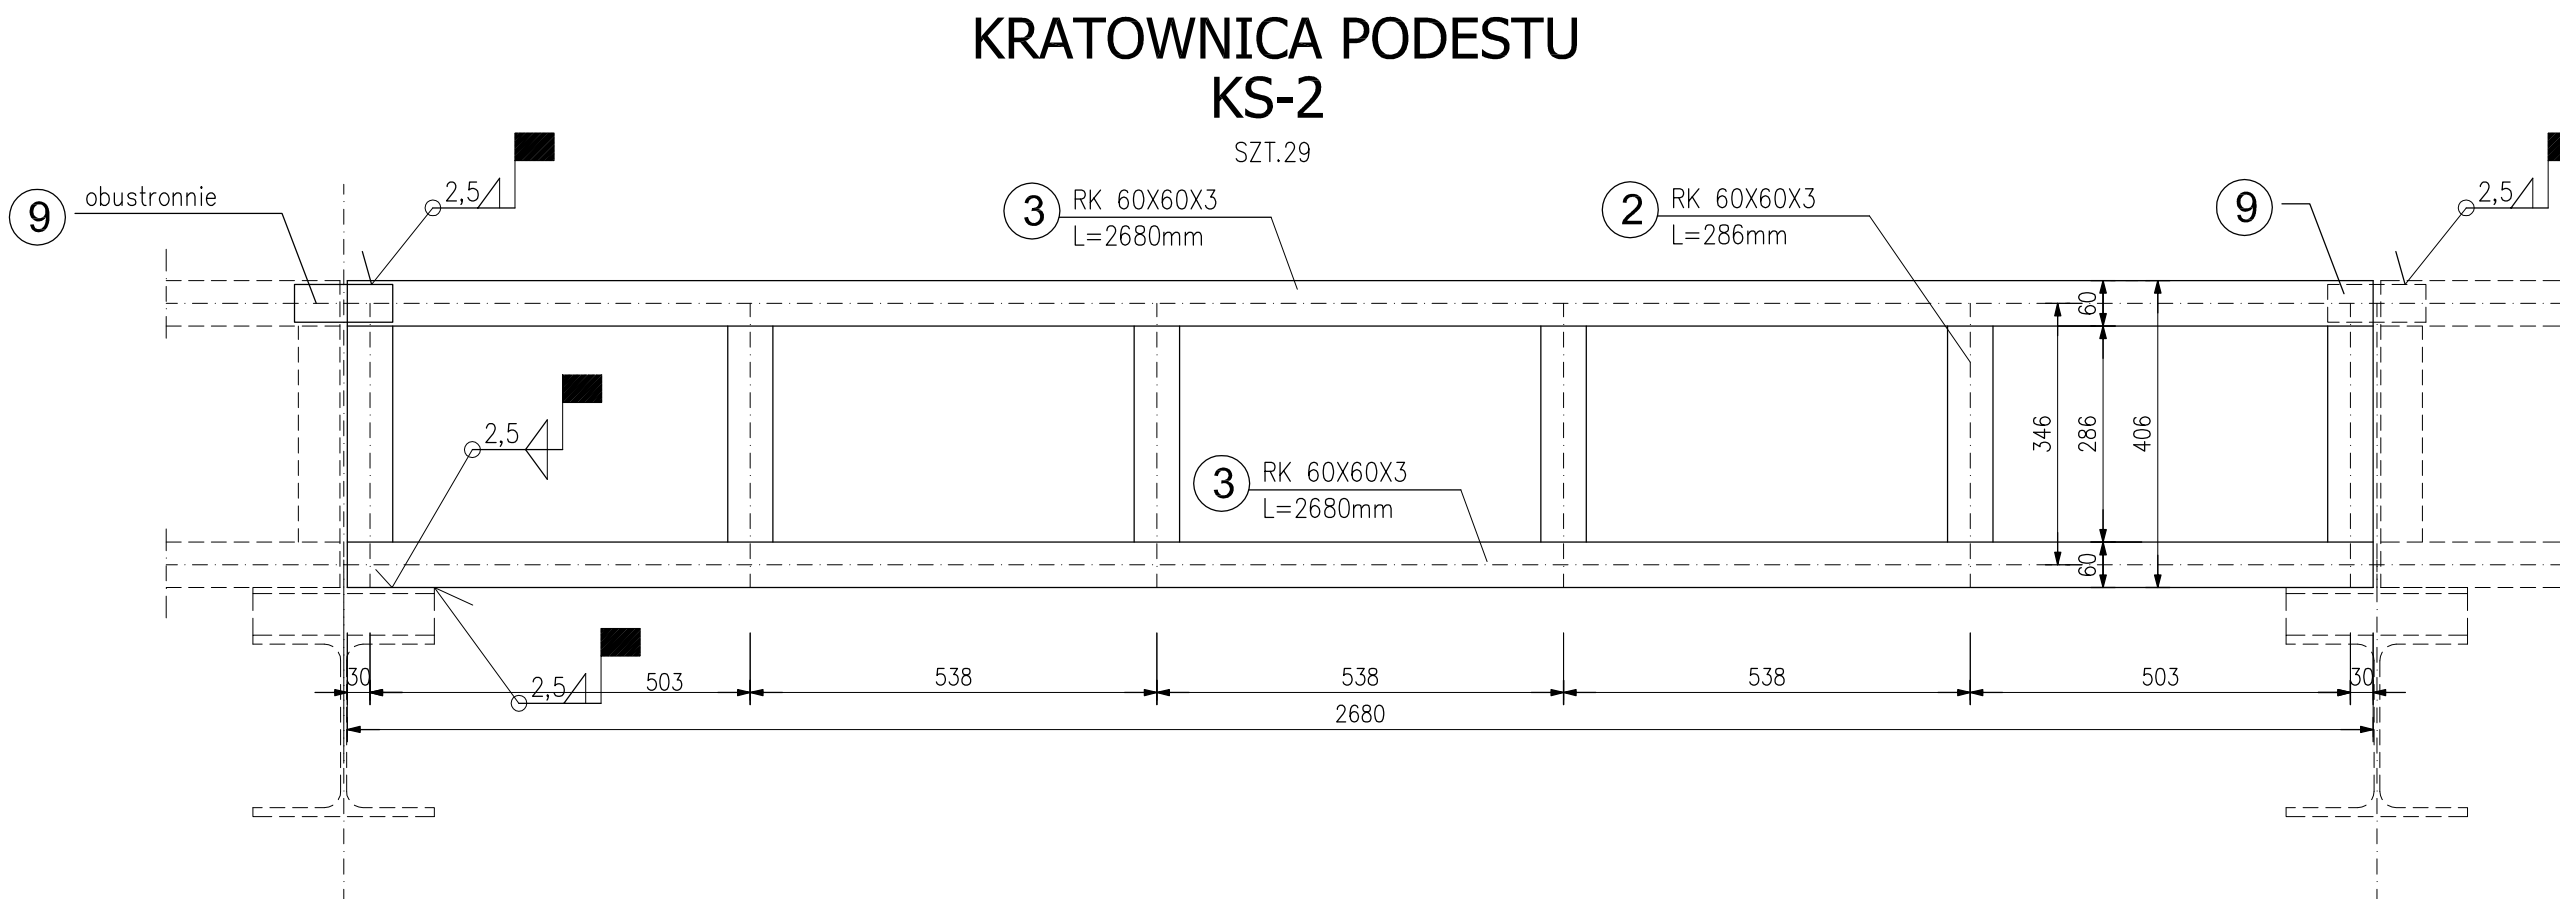 KRATOWNICA PODESTU
KS-2
SZT.29
9
obustronnie
2,5
3
RK 60X60X3
L=2680mm
2
RK 60X60X3
L=286mm
9
2,5
2,5
3
RK 60X60X3
L=2680mm
60
346
286
406
60
2,5
30
503
538
538
538
503
30
2680